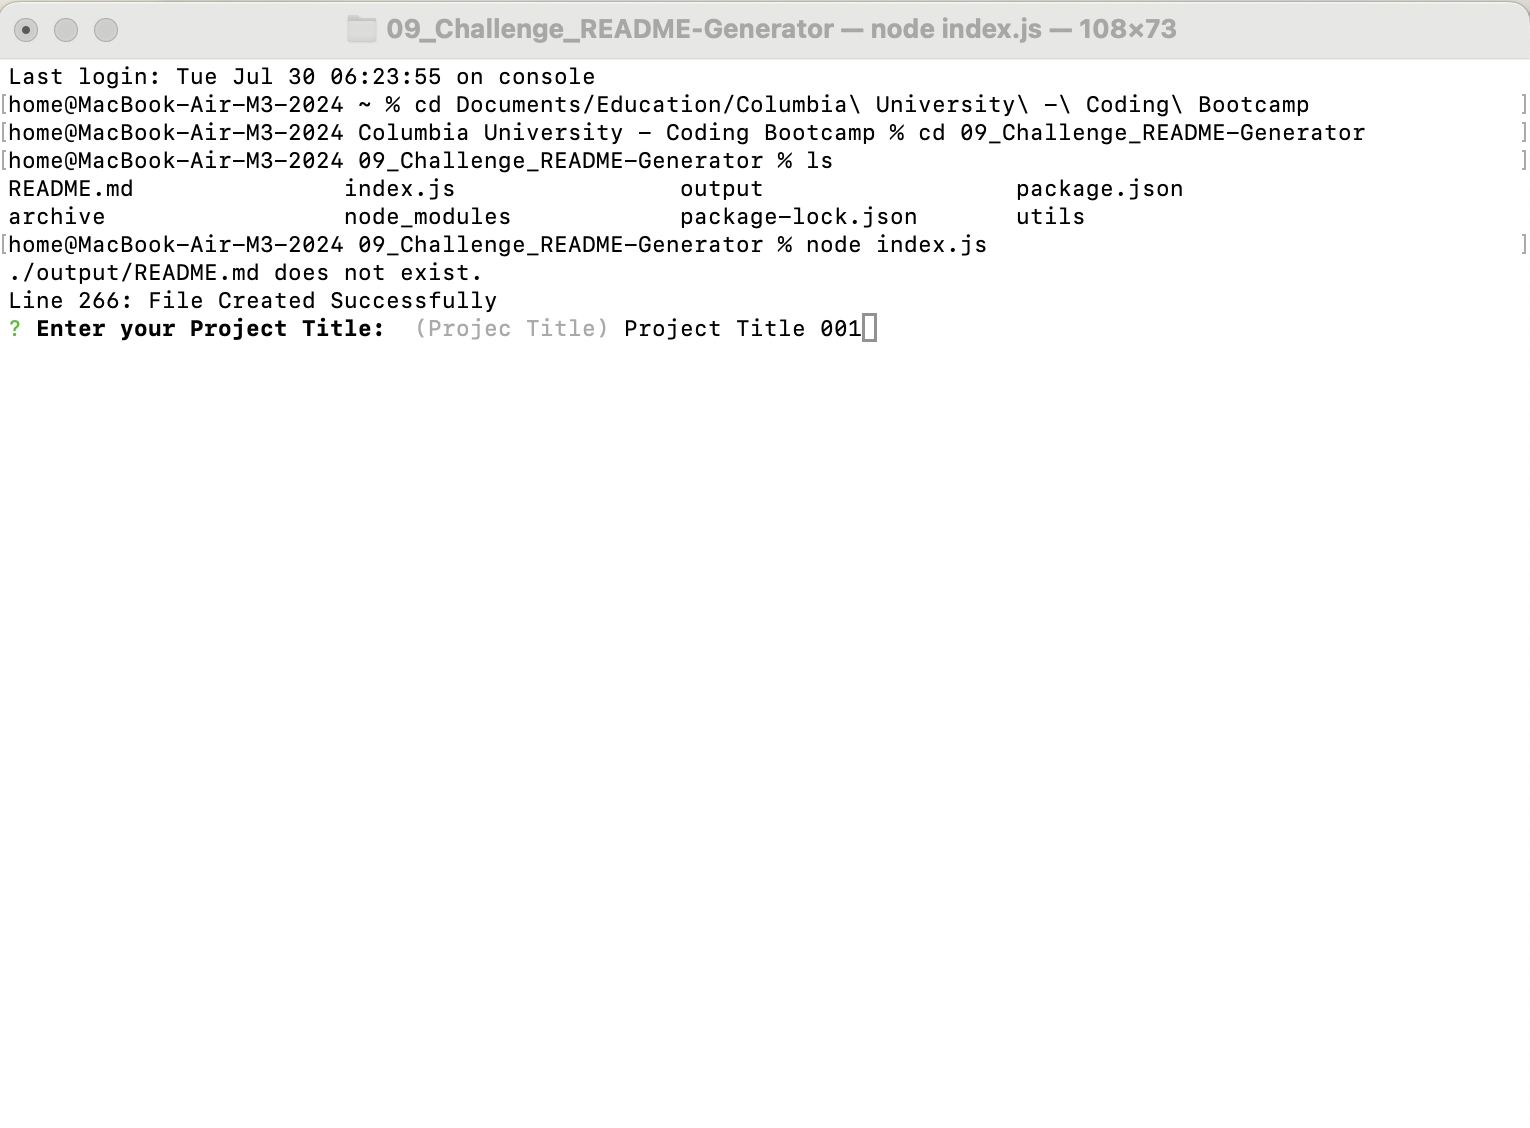 09_Challenge_README-Generator — node index.js — 108×73
Last login: Tue Jul 30 06:23:55 on console
[home@MacBook-Air-M3-2024 ~ % cd Documents/Education/Columbia\ University\ -\ Coding\ Bootcamp ]
[home@MacBook-Air-M3-2024 Columbia University - Coding Bootcamp % cd 09_Challenge_README-Generator ]
[home@MacBook-Air-M3-2024 09_Challenge_README-Generator % ls ]
README.md index.js output package.json
archive node_modules package-lock.json utils
[home@MacBook-Air-M3-2024 09_Challenge_README-Generator % node index.js ]
./output/README.md does not exist.
Line 266: File Created Successfully
? Enter your Project Title: (Projec Title) Project Title 001